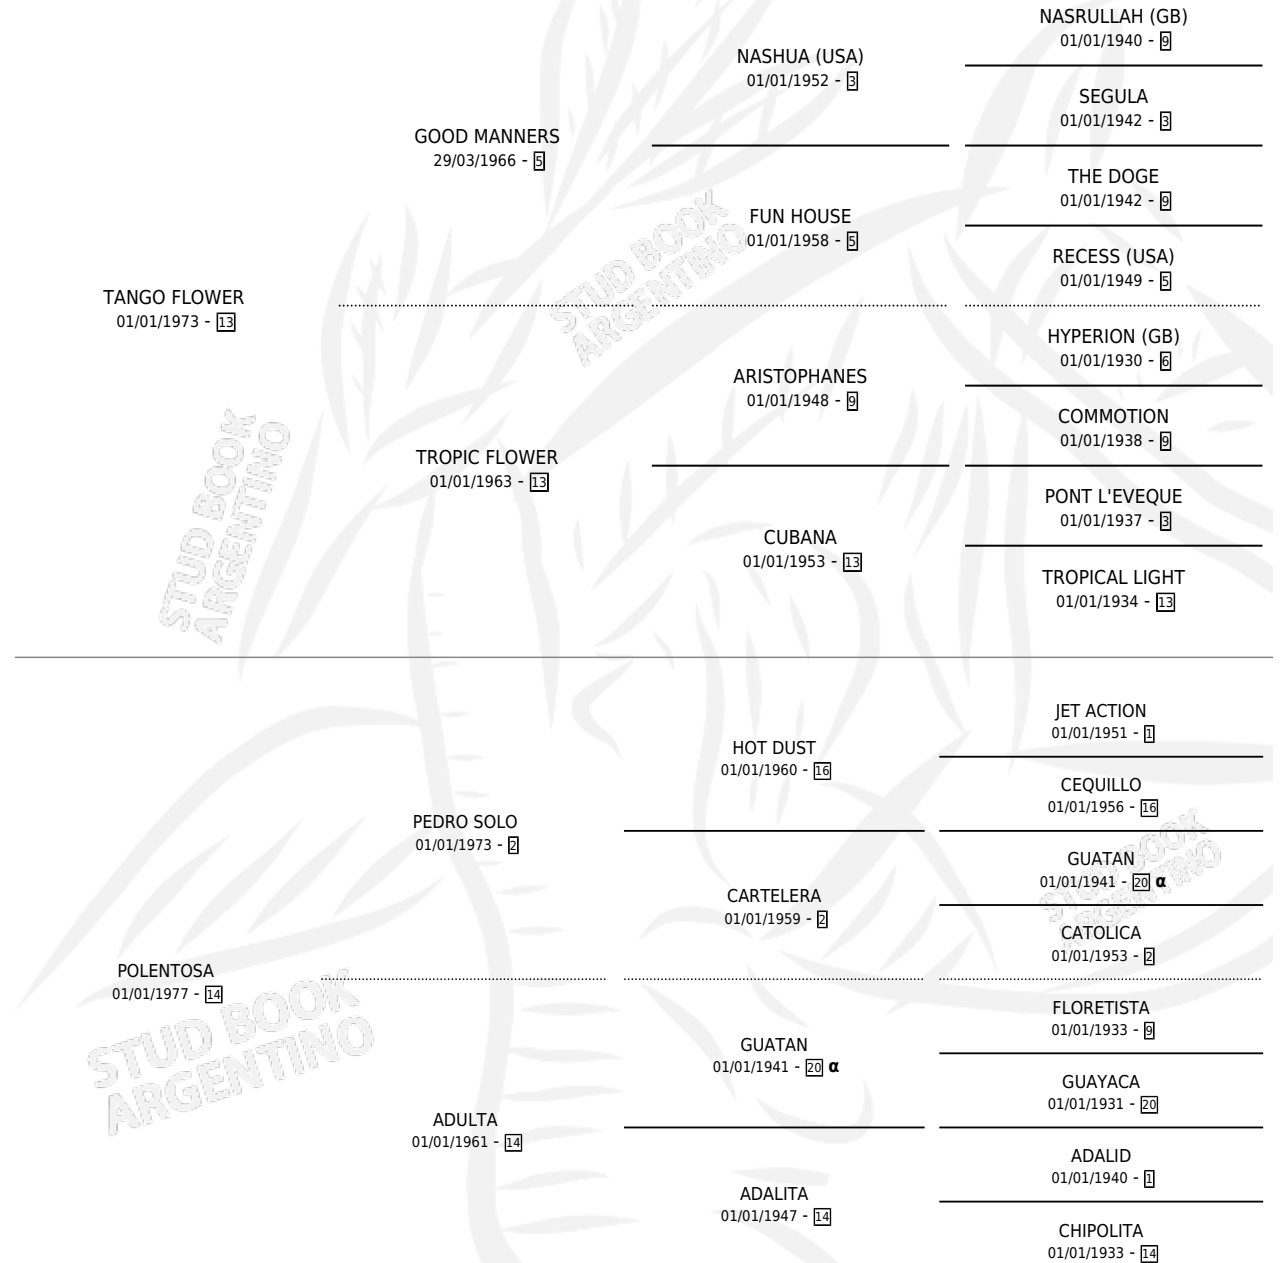 NASRULLAH (GB)
01/01/1940 - 9
NASHUA (USA)
01/01/1952 - 3
SEGULA
01/01/1942 - 3
GOOD MANNERS
29/03/1966 - 5
THE DOGE
01/01/1942 - 9
FUN HOUSE
01/01/1958 - 5
RECESS (USA)
01/01/1949 - 5
TANGO FLOWER
01/01/1973 - 13
HYPERION (GB)
01/01/1930 - 6
ARISTOPHANES
01/01/1948 - 9
COMMOTION
01/01/1938 - 9
TROPIC FLOWER
01/01/1963 - 13
PONT L'EVEQUE
01/01/1937 - 3
CUBANA
01/01/1953 - 13
TROPICAL LIGHT
01/01/1934 - 13
JET ACTION
01/01/1951 - 1
HOT DUST
01/01/1960 - 16
CEQUILLO
01/01/1956 - 16
PEDRO SOLO
01/01/1973 - 2
GUATAN
01/01/1941 - 20 α
CARTELERA
01/01/1959 - 2
CATOLICA
01/01/1953 - 2
POLENTOSA
01/01/1977 - 14
FLORETISTA
01/01/1933 - 9
GUATAN
01/01/1941 - 20 α
GUAYACA
01/01/1931 - 20
ADULTA
01/01/1961 - 14
ADALID
01/01/1940 - 1
ADALITA
01/01/1947 - 14
CHIPOLITA
01/01/1933 - 14
STUD BOOK
ARGENTINO
STUD BOOK
ARGENTINO
STUD BOOK
ARGENTINO
STUD BOOK
ARGENTINO